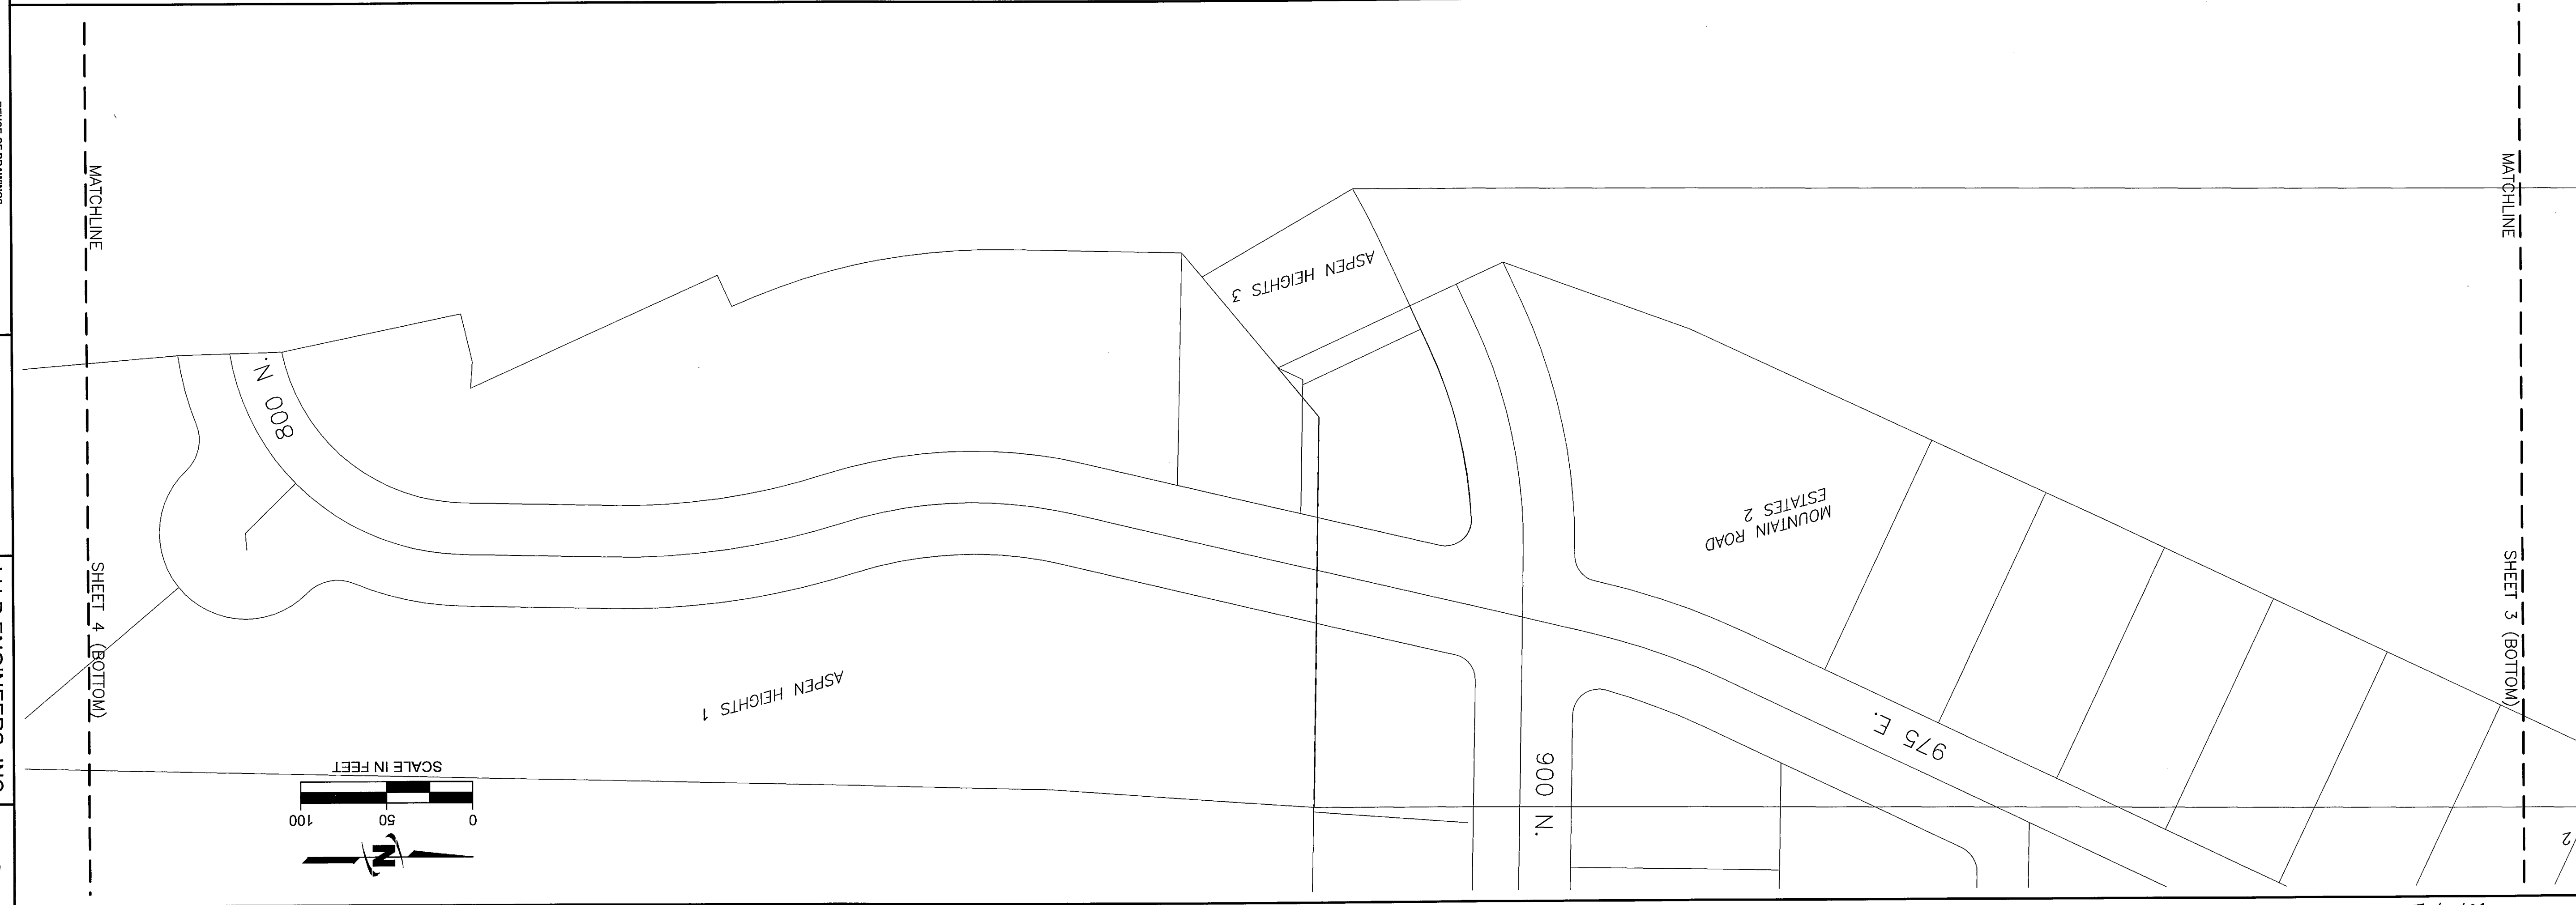 MATCHLINE
SHEET 4 (BOTTOM)
800 N.
ASPEN HEIGHTS 3
MOUNTAIN ROAD
ESTATES 2
ASPEN HEIGHTS 1
975 E.
900 N.
SCALE IN FEET
0 50 100
N
MATCHLINE
SHEET 3 (BOTTOM)
2